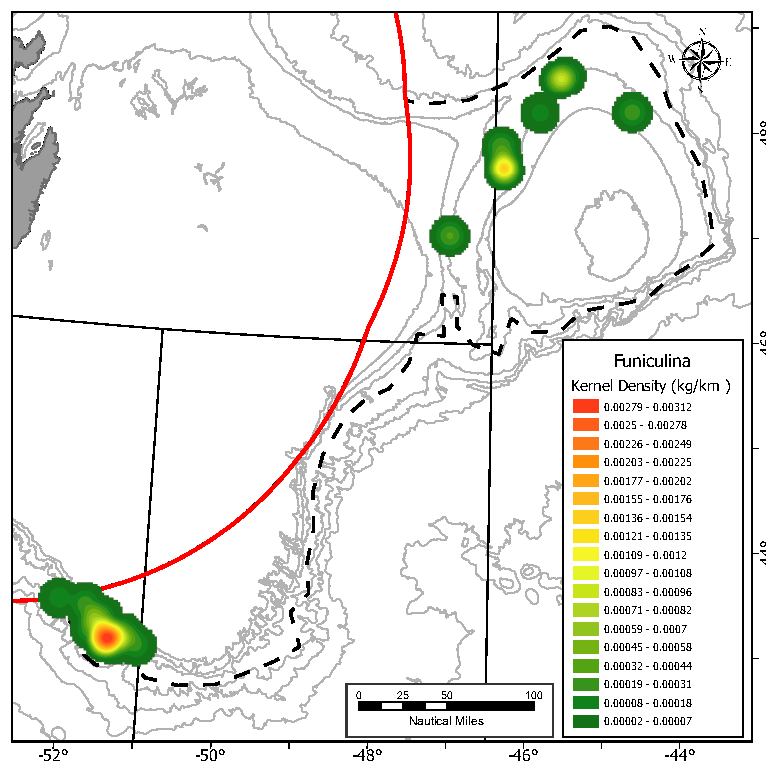 N
W E
S
48°
46°
44°
Funiculina
Kernel Density (kg/km )
0.00279 - 0.00312
0.0025 - 0.00278
0.00226 - 0.00249
0.00203 - 0.00225
0.00177 - 0.00202
0.00155 - 0.00176
0.00136 - 0.00154
0.00121 - 0.00135
0.00109 - 0.0012
0.00097 - 0.00108
0.00083 - 0.00096
0.00071 - 0.00082
0.00059 - 0.0007
0.00045 - 0.00058
0.00032 - 0.00044
0.00019 - 0.00031
0.00008 - 0.00018
0.00002 - 0.00007
0 25 50 100
Nautical Miles
-52° -50° -48° -46° -44°